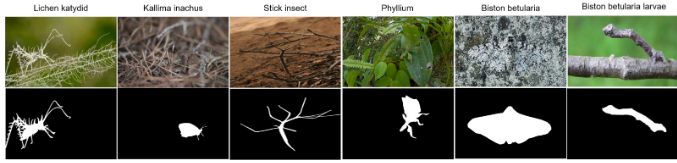 Lichen katydid
Kallima inachus
Stick insect
Phyllium
Biston betularia
Biston betularia larvae